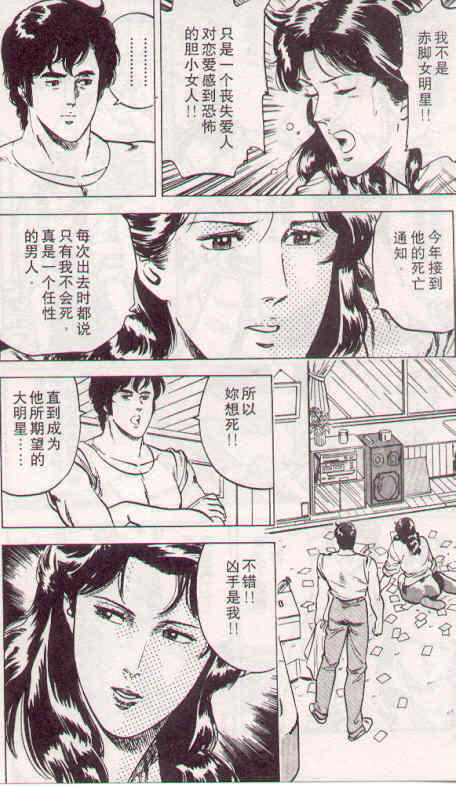 我不是
赤脚女明星!!
只是一个丧失爱人
对恋爱感到恐怖
的胆小女人!!
…………
…………
今年接到
他的死亡
通知.
每次出去时都说
只有我不会死.
真是一个任性
的男人.
所以
妳想死!!
直到成为
他所期望的
大明星……
不错!!
凶手是我!!